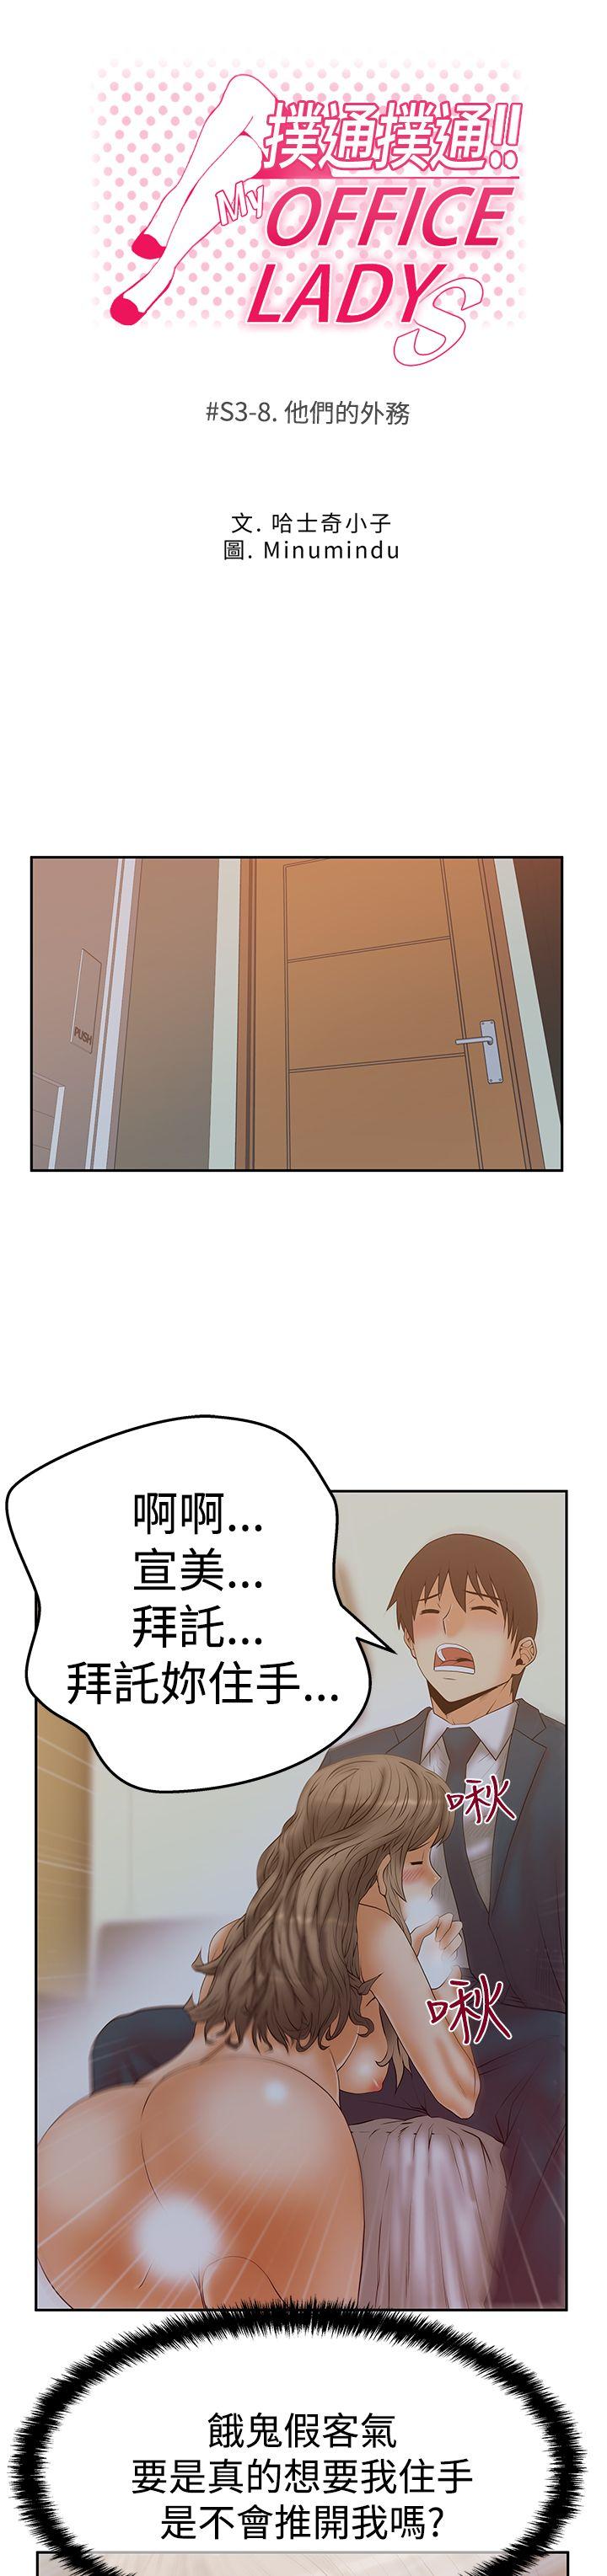 撲通撲通!!
My OFFICE
LADYS
#S3-8. 他們的外務
文. 哈士奇小子
圖. Minumindu
PUSH
啊啊...
宣美...
拜託...
拜託妳住手...
啾
啾
餓鬼假客氣
要是真的想要我住手
是不會推開我嗎?